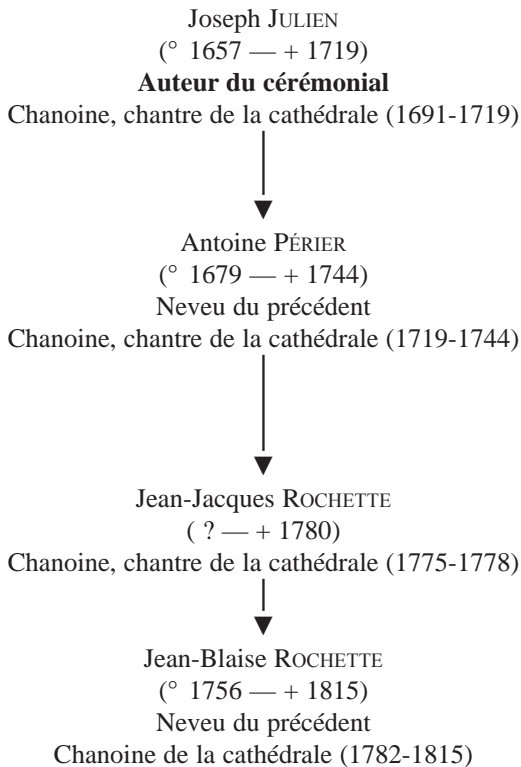 Joseph JULIEN
(° 1657 — + 1719)
Auteur du cérémonial
Chanoine, chantre de la cathédrale (1691-1719)
Antoine PÉRIER
(° 1679 — + 1744)
Neveu du précédent
Chanoine, chantre de la cathédrale (1719-1744)
Jean-Jacques ROCHETTE
( ? — + 1780)
Chanoine, chantre de la cathédrale (1775-1778)
Jean-Blaise ROCHETTE
(° 1756 — + 1815)
Neveu du précédent
Chanoine de la cathédrale (1782-1815)